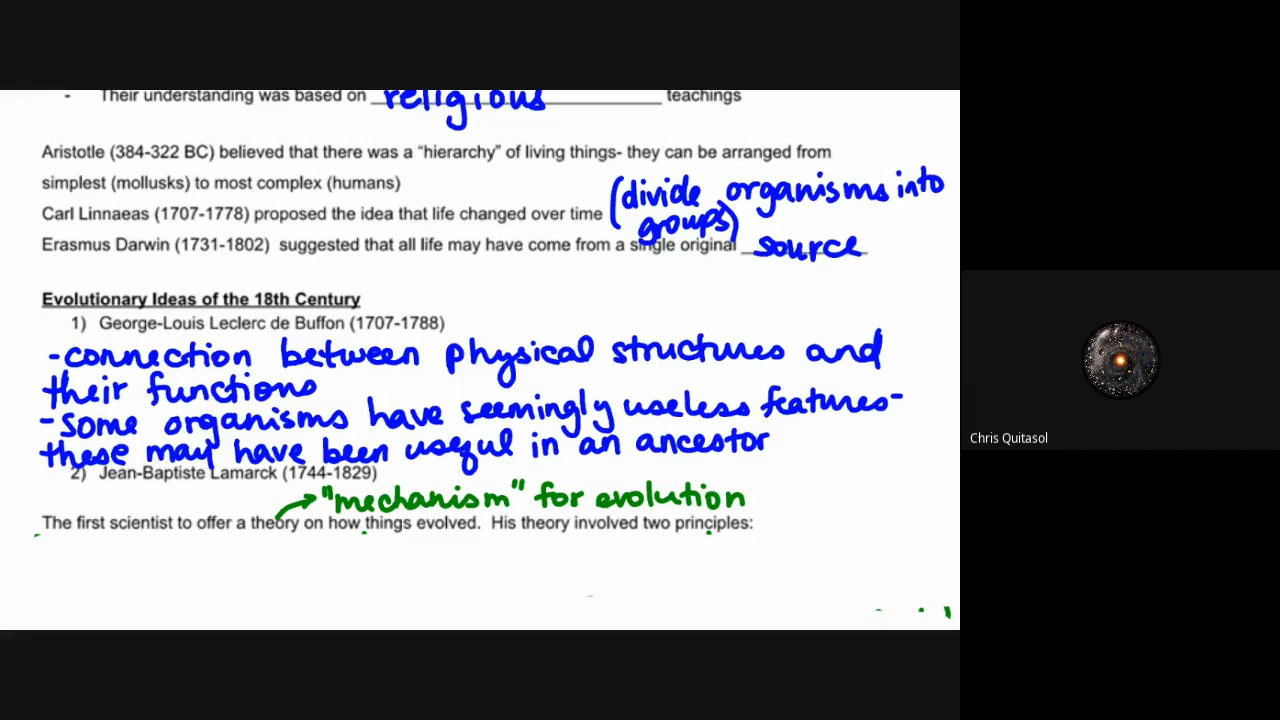 - Their understanding was based on religious teachings
Aristotle (384-322 BC) believed that there was a “hierarchy” of living things- they can be arranged from
simplest (mollusks) to most complex (humans)
(divide organisms into
Carl Linnaeas (1707-1778) proposed the idea that life changed over time
groups)
Erasmus Darwin (1731-1802) suggested that all life may have come from a single original source
Evolutionary Ideas of the 18th Century
1) George-Louis Leclerc de Buffon (1707-1788)
-connection between physical structures and
their functions
-some organisms have seemingly useless features-
these may have been useful in an ancestor
2) Jean-Baptiste Lamarck (1744-1829)
"mechanism" for evolution
The first scientist to offer a theory on how things evolved. His theory involved two principles:
Chris Quitasol